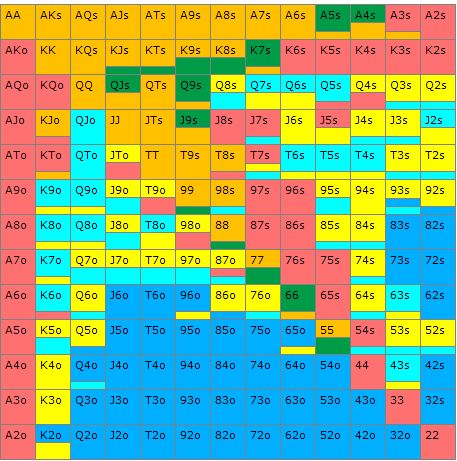 AA AKs AQs AJs ATs A9s A8s A7s A6s A5s A4s A3s A2s
AKo KK KQs KJs KTs K9s K8s K7s K6s K5s K4s K3s K2s
AQo KQo QQ QJs QTs Q9s Q8s Q7s Q6s Q5s Q4s Q3s Q2s
AJo KJo QJo JJ JTs J9s J8s J7s J6s J5s J4s J3s J2s
ATo KTo QTo JTo TT T9s T8s T7s T6s T5s T4s T3s T2s
A9o K9o Q9o J9o T9o 99 98s 97s 96s 95s 94s 93s 92s
A8o K8o Q8o J8o T8o 98o 88 87s 86s 85s 84s 83s 82s
A7o K7o Q7o J7o T7o 97o 87o 77 76s 75s 74s 73s 72s
A6o K6o Q6o J6o T6o 96o 86o 76o 66 65s 64s 63s 62s
A5o K5o Q5o J5o T5o 95o 85o 75o 65o 55 54s 53s 52s
A4o K4o Q4o J4o T4o 94o 84o 74o 64o 54o 44 43s 42s
A3o K3o Q3o J3o T3o 93o 83o 73o 63o 53o 43o 33 32s
A2o K2o Q2o J2o T2o 92o 82o 72o 62o 52o 42o 32o 22